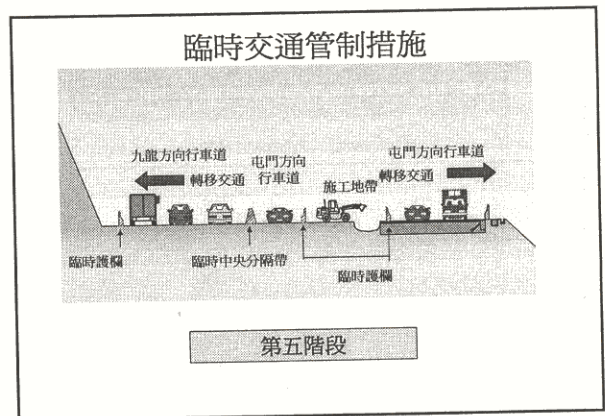 臨時交通管制措施
九龍方向行車道
轉移交通
屯門方向
行車道
施工地帶
屯門方向行車道
轉移交通
臨時護欄
臨時中央分隔帶
臨時護欄
第五階段